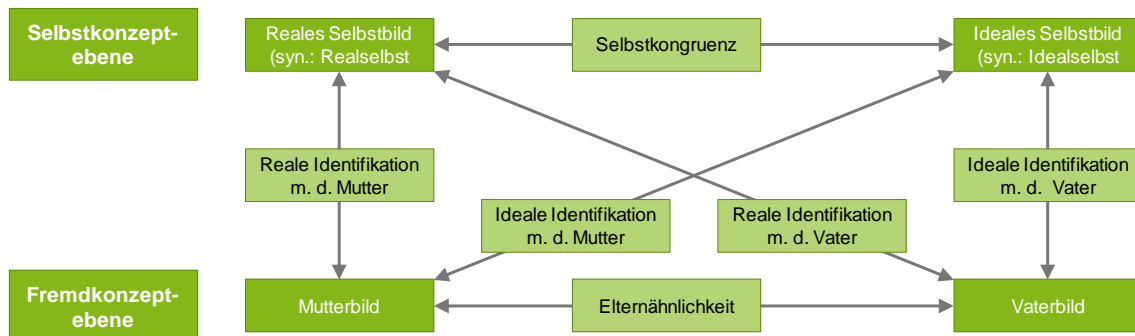 Selbstkonzept-
ebene
Reales Selbstbild
(syn.: Realselbst
Selbstkongruenz
Ideales Selbstbild
(syn.: Idealselbst
Reale Identifikation
m. d. Mutter
Ideale Identifikation
m. d. Vater
Ideale Identifikation
m. d. Mutter
Reale Identifikation
m. d. Vater
Fremdkonzept-
ebene
Mutterbild
Elternähnlichkeit
Vaterbild